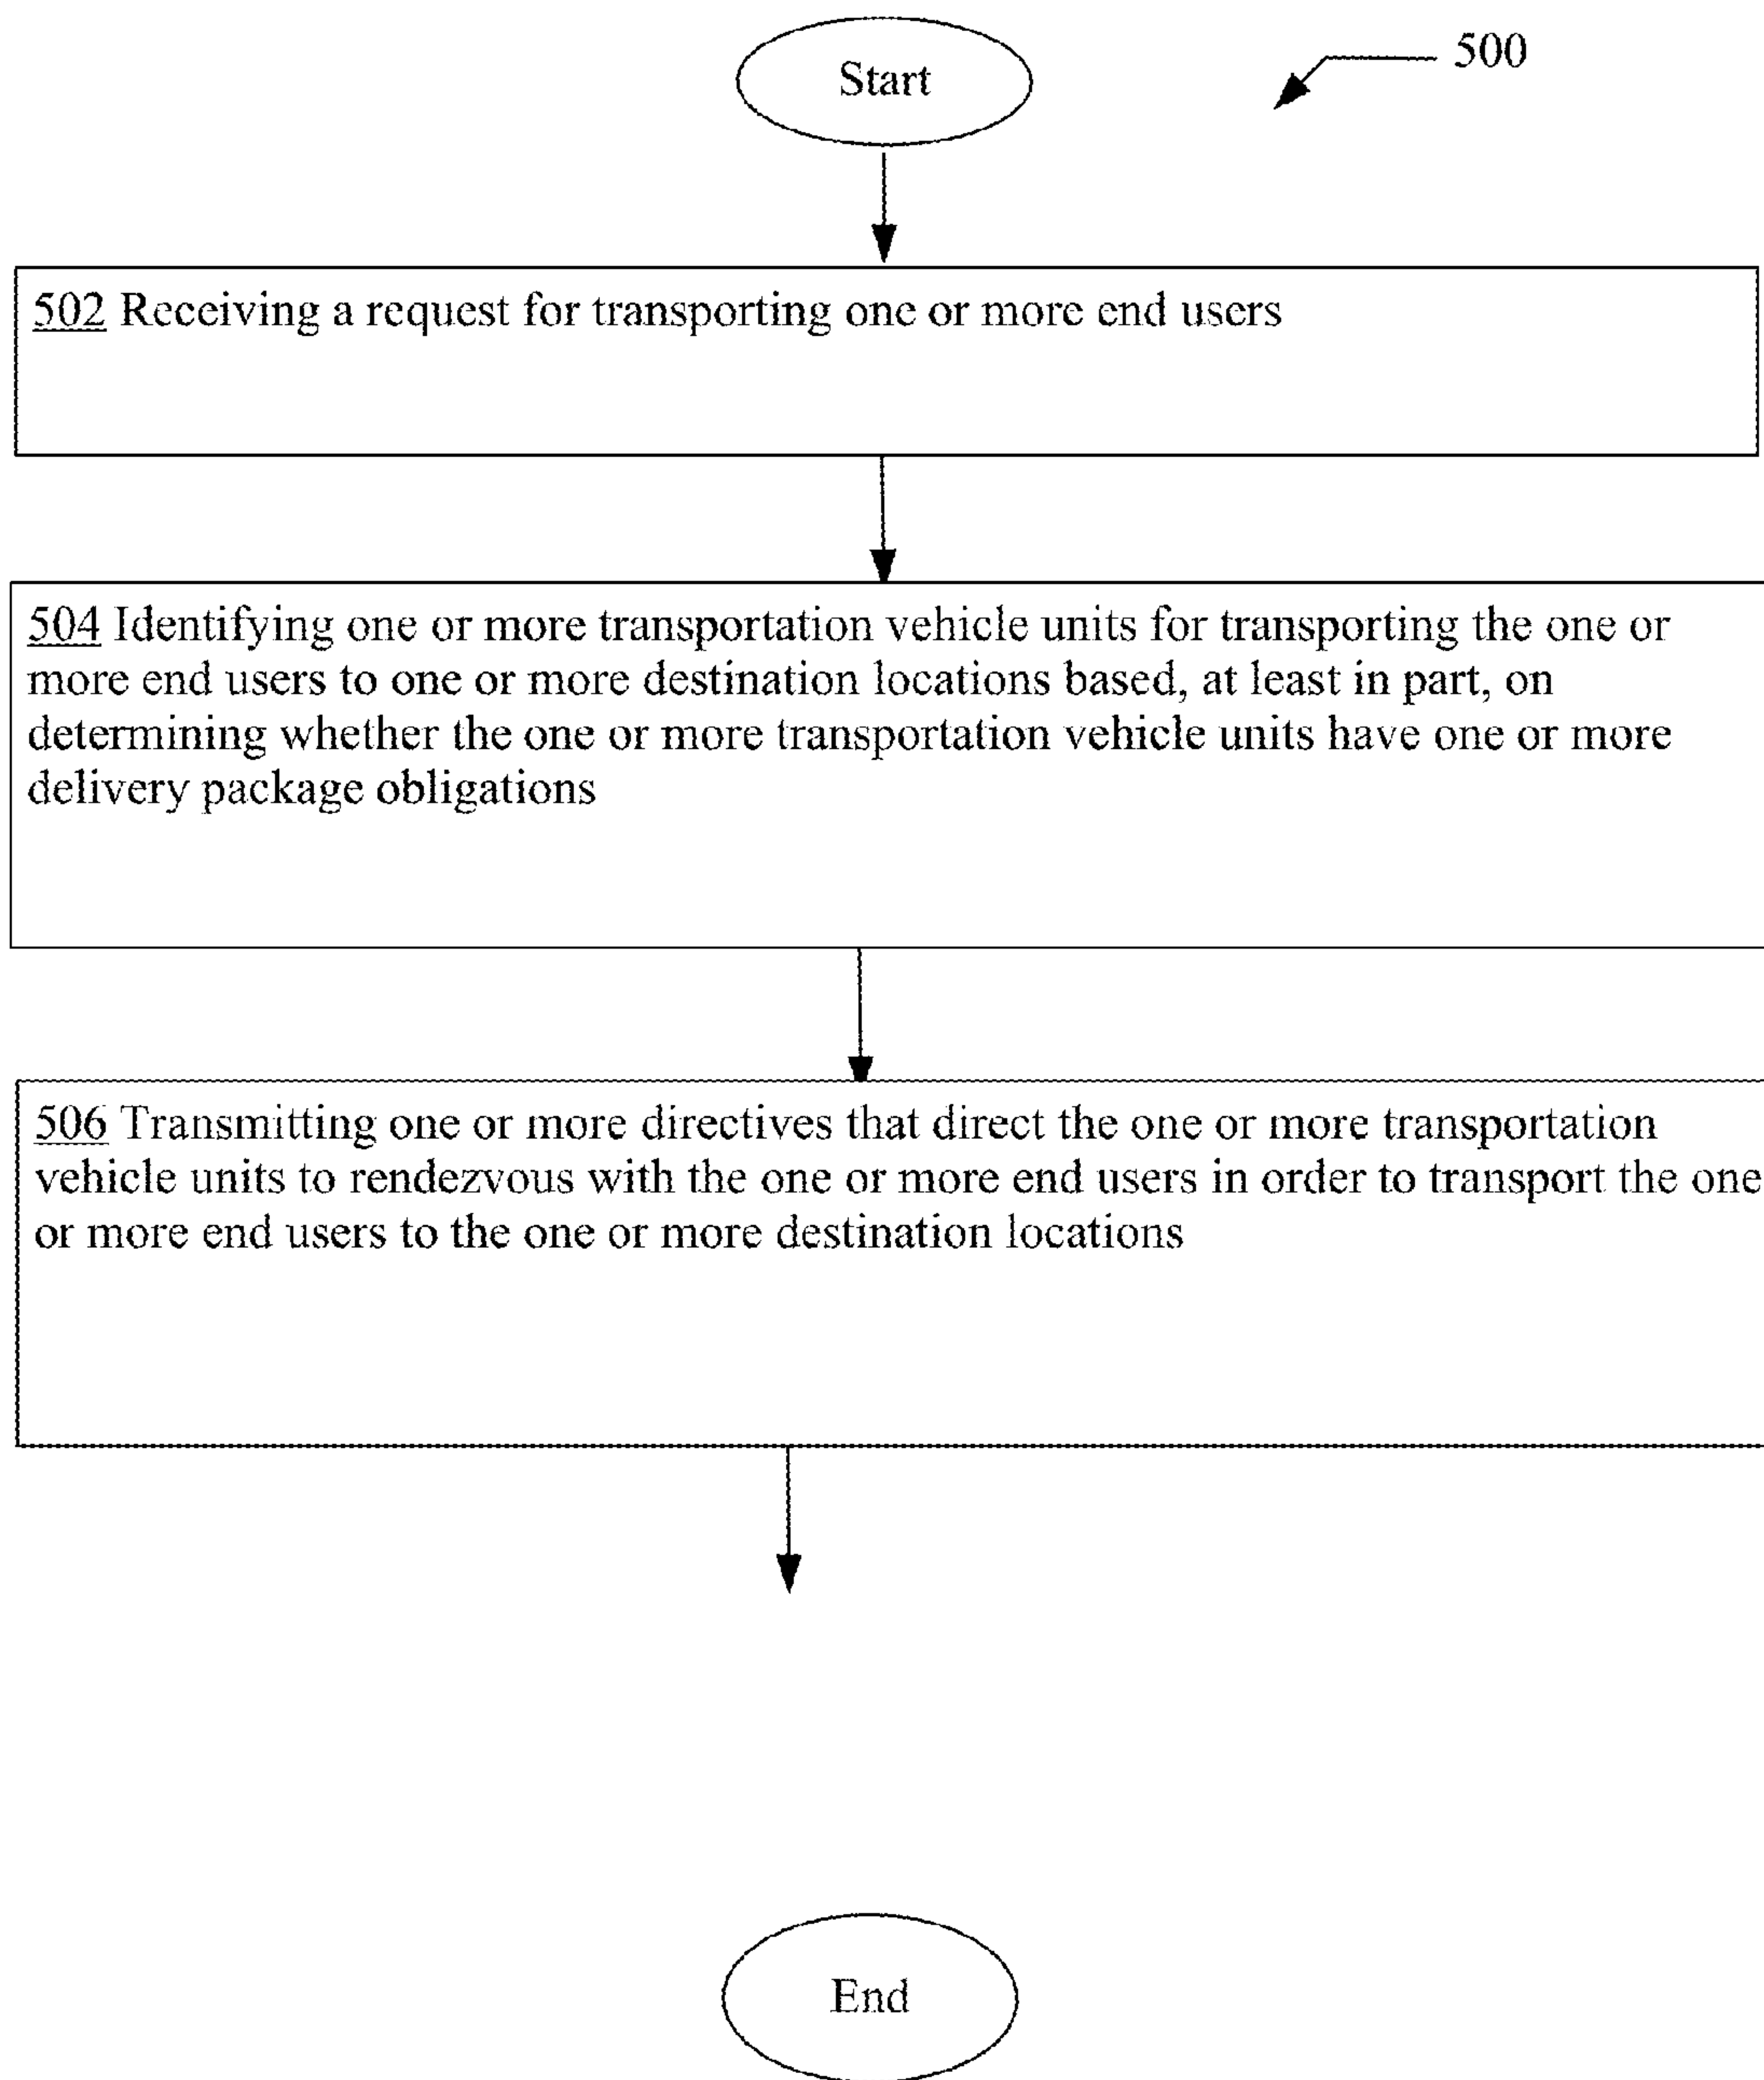 Start
500
502 Receiving a request for transporting one or more end users
504 Identifying one or more transportation vehicle units for transporting the one or
more end users to one or more destination locations based, at least in part, on
determining whether the one or more transportation vehicle units have one or more
delivery package obligations
506 Transmitting one or more directives that direct the one or more transportation
vehicle units to rendezvous with the one or more end users in order to transport the one
or more end users to the one or more destination locations
End